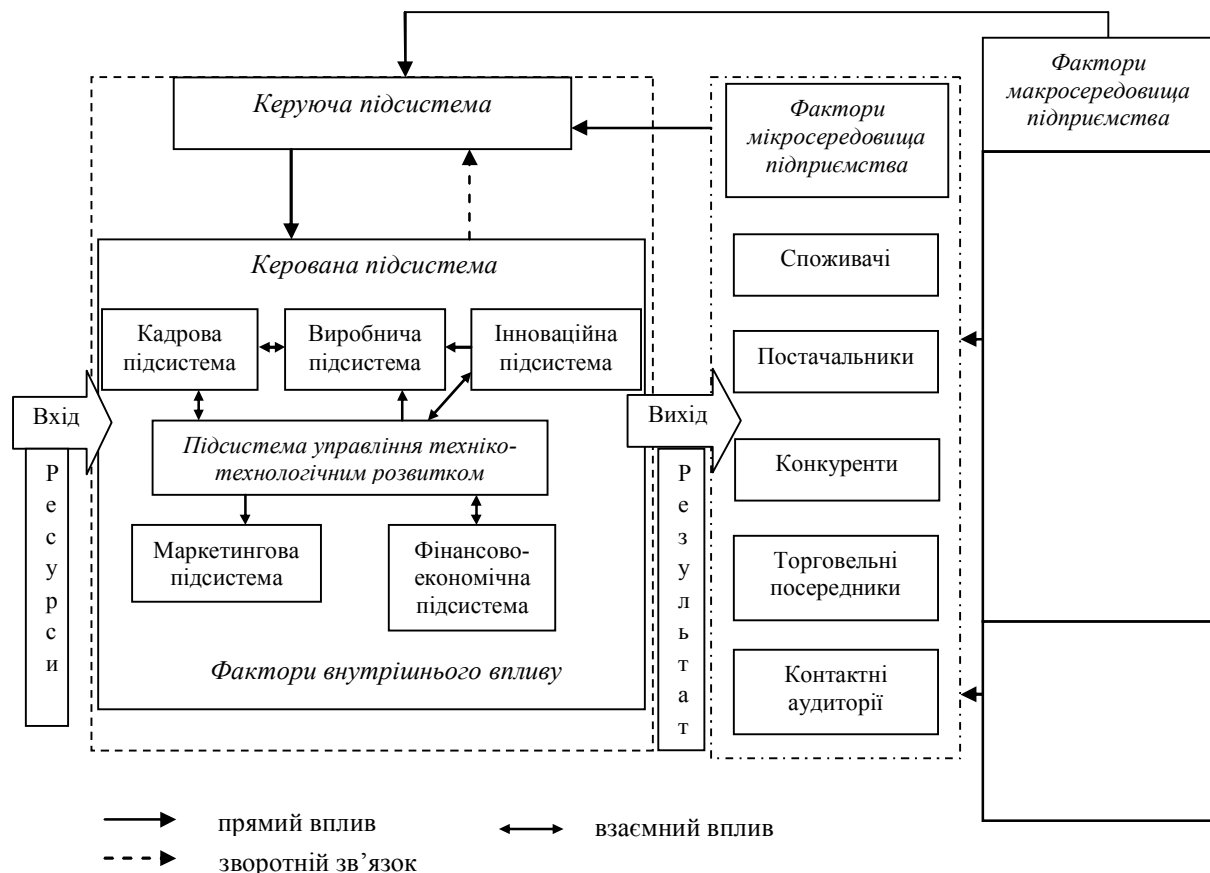 Керуюча підсистема
Фактори
макросередовища
підприємства
Фактори
мікросередовища
підприємства
Керована підсистема
Споживачі
Кадрова
підсистема
Виробнича
підсистема
Інноваційна
підсистема
Постачальники
Вхід
Вихід
Підсистема управління техніко-
технологічним розвитком
Конкуренти
Ресурси
Результат
Маркетингова
підсистема
Фінансово-
економічна
підсистема
Торговельні
посередники
Фактори внутрішнього впливу
Контактні
аудиторії
прямий вплив
взаємний вплив
зворотній зв’язок